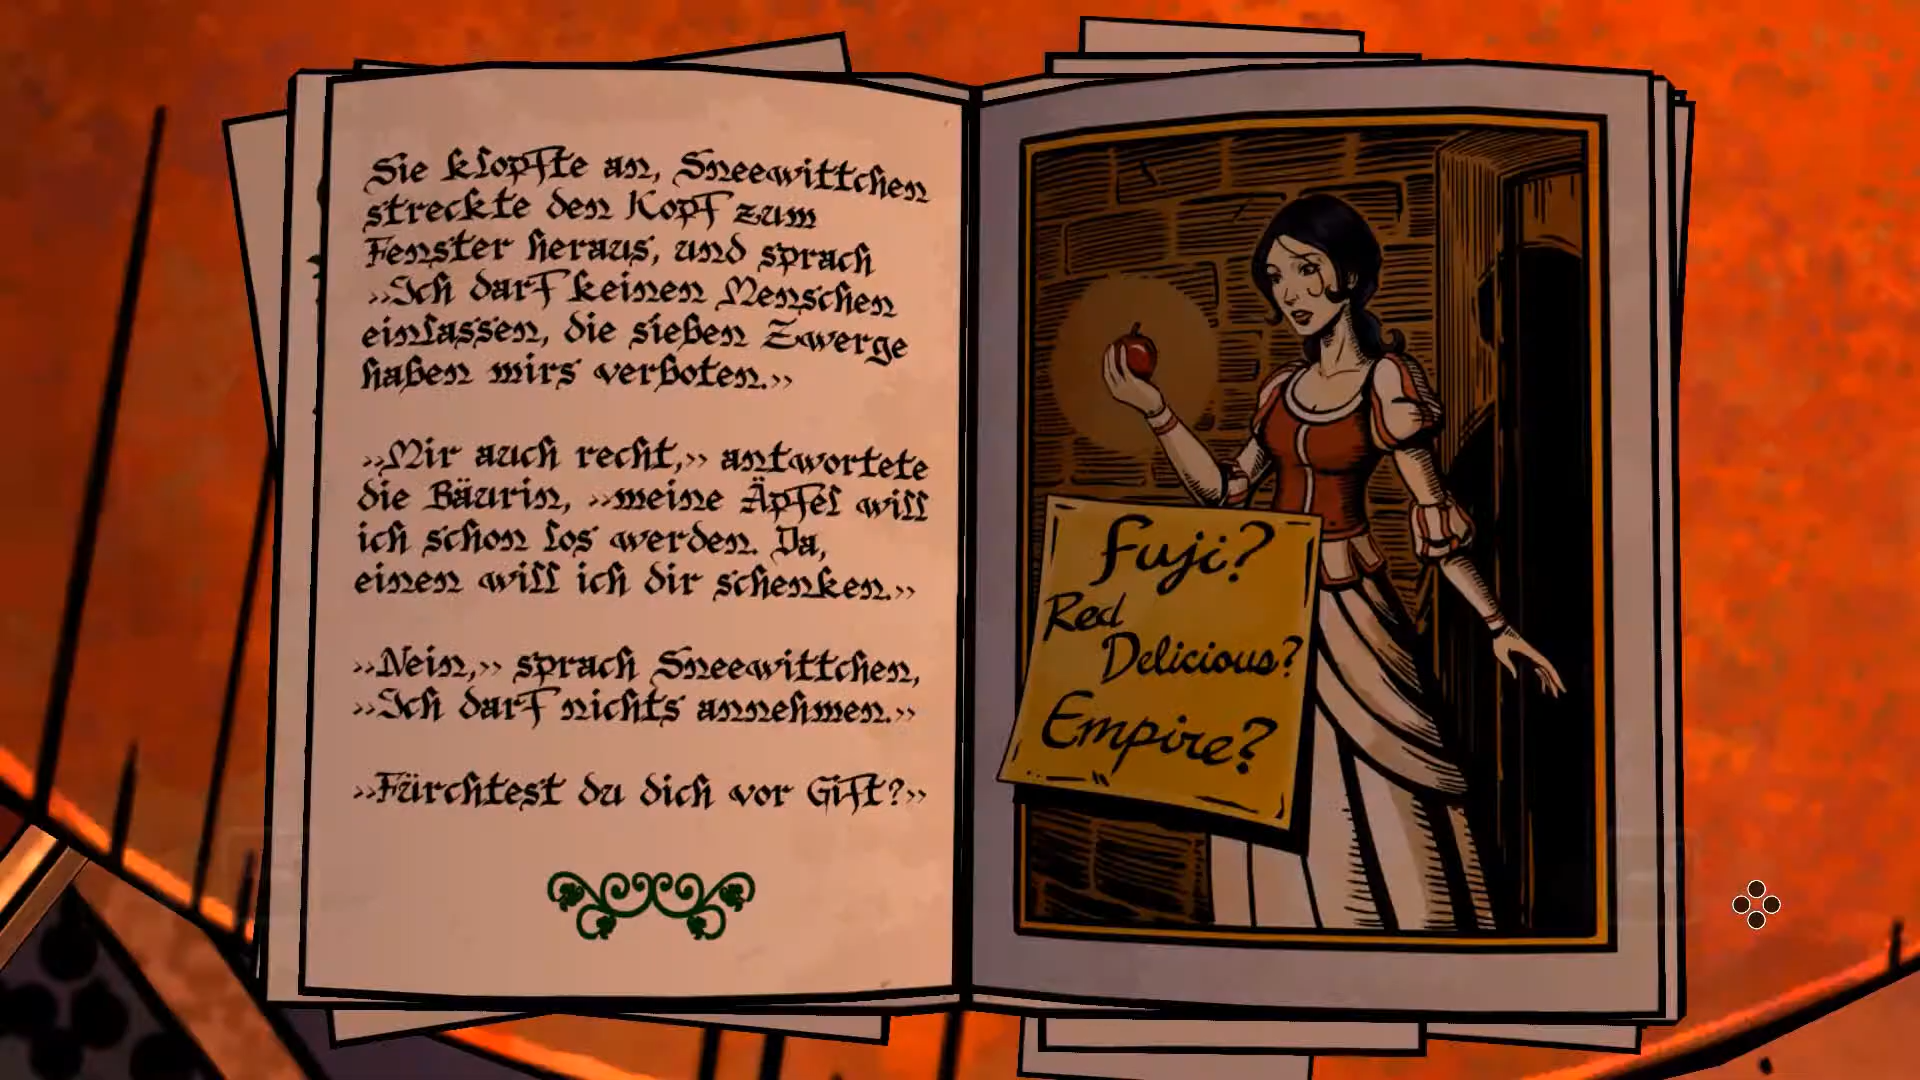 Sie klopfte an, Sneewittchen
streckte den Kopf zum
Fenster heraus, und sprach
»Ich darf keinen Menschen
einlassen, die sieben Zwerge
haben mirs verboten.»
»Mir auch recht,» antwortete
die Bäurin, »meine Äpfel will
ich schon los werden. Da,
einen will ich dir schenken.»
»Nein,» sprach Sneewittchen,
»Ich darf nichts annehmen.»
»Fürchtest du dich vor Gift?»
Fuji?
Red
Delicious?
Empire?